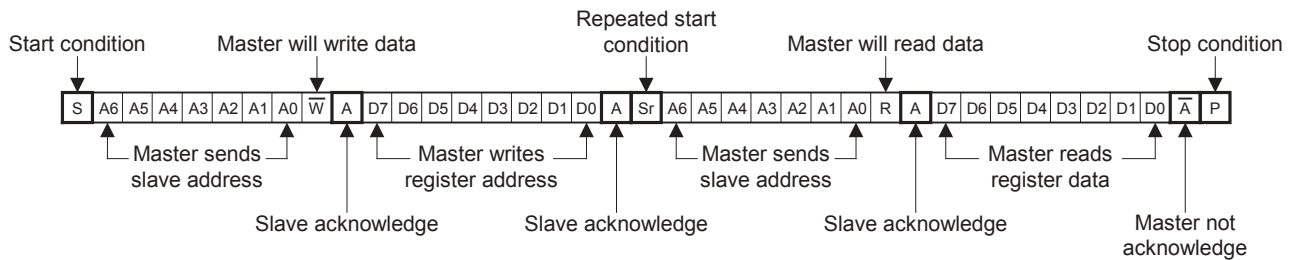 Repeated start
condition
Start condition
Master will write data
Master will read data
Stop condition
S A6 A5 A4 A3 A2 A1 A0 W̅ A D7 D6 D5 D4 D3 D2 D1 D0 A Sr A6 A5 A4 A3 A2 A1 A0 R A D7 D6 D5 D4 D3 D2 D1 D0 A̅ P
Master sends
slave address
Master writes
register address
Master sends
slave address
Master reads
register data
Slave acknowledge
Slave acknowledge
Slave acknowledge
Master not
acknowledge